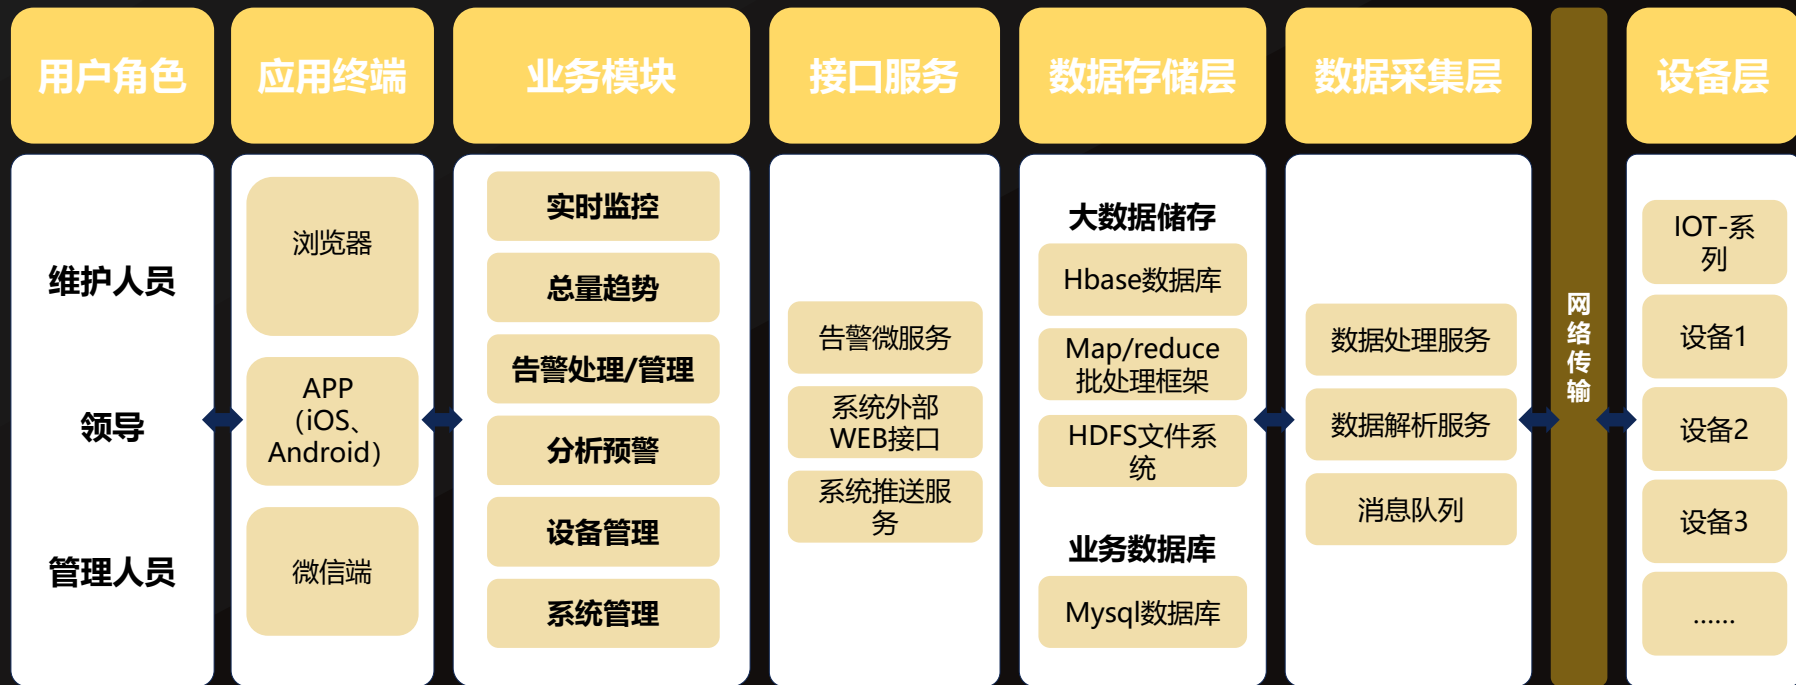 用户角色
应用终端
业务模块
接口服务
数据存储层
数据采集层
设备层
维护人员
领导
管理人员
浏览器
APP
（iOS、
Android）
微信端
实时监控
总量趋势
告警处理/管理
分析预警
设备管理
系统管理
告警微服务
系统外部
WEB接口
系统推送服
务
大数据储存
Hbase数据库
Map/reduce
批处理框架
HDFS文件系
统
业务数据库
Mysql数据库
数据处理服务
数据解析服务
消息队列
网
络
传
输
IOT-系
列
设备1
设备2
设备3
......